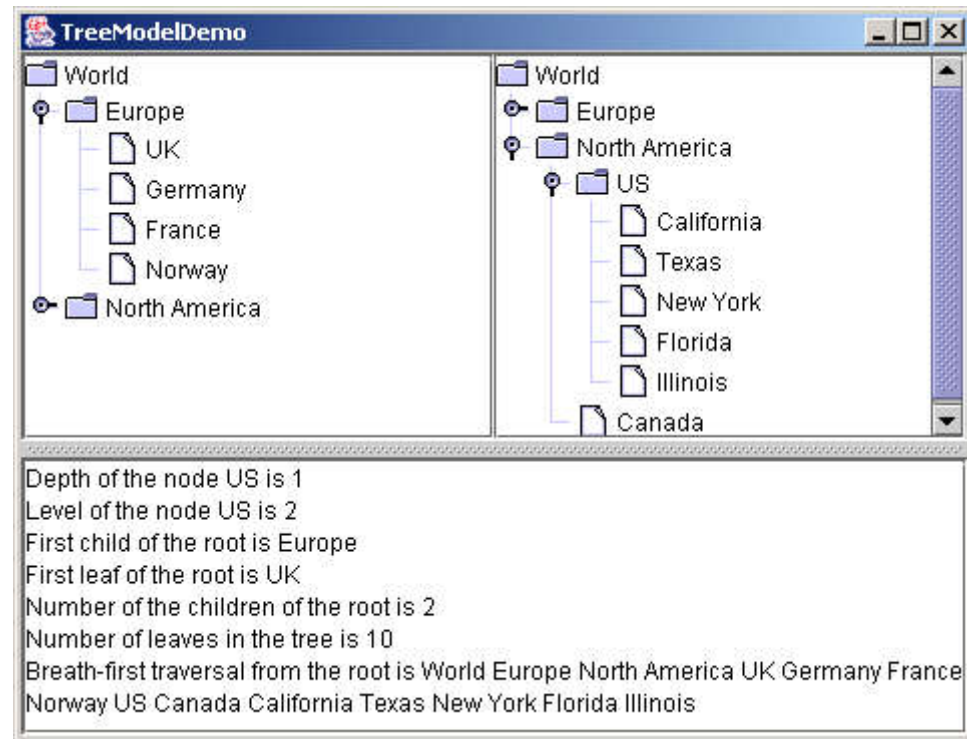 TreeModelDemo
World
Europe
UK
Germany
France
Norway
North America
World
Europe
North America
US
California
Texas
New York
Florida
Illinois
Canada
Depth of the node US is 1
Level of the node US is 2
First child of the root is Europe
First leaf of the root is UK
Number of the children of the root is 2
Number of leaves in the tree is 10
Breath-first traversal from the root is World Europe North America UK Germany France
Norway US Canada California Texas New York Florida Illinois